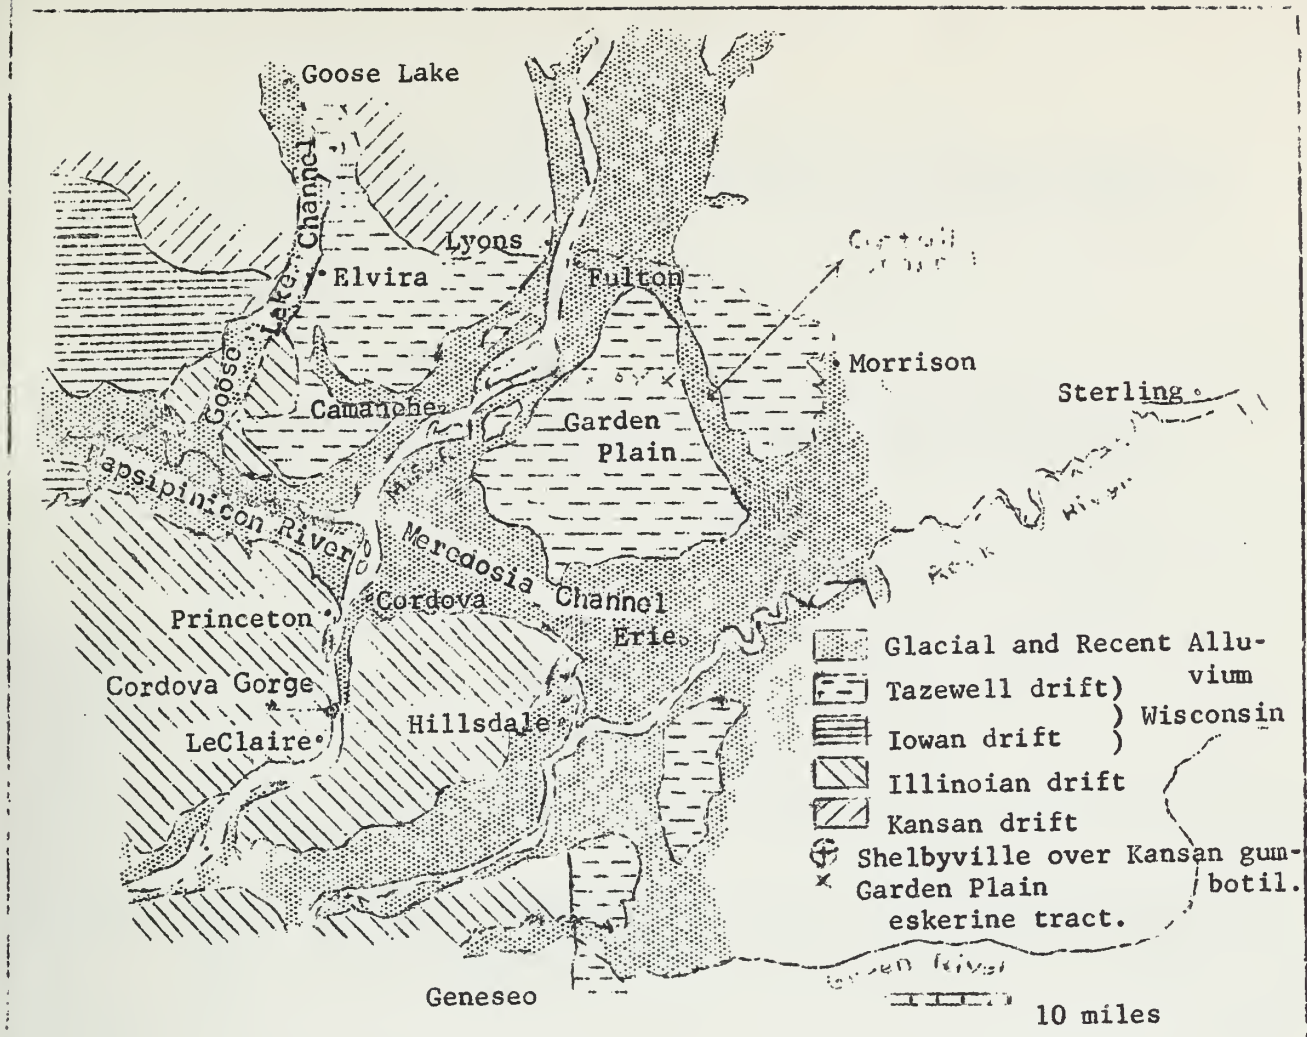 Goose Lake
Goose Lake Channel
Lyons
Elvira
Fulton
Morrison
Sterling
Camanche
Garden
Plain
Rock River
Wapsipinicon River
Meredosia Channel
Cordova
Princeton
Erie
Cordova Gorge
Hillsdale
LeClaire
Glacial and Recent Allu-
vium
Tazewell drift)
) Wisconsin
Iowan drift )
Illinoian drift
Kansan drift
Shelbyville over Kansan gum-
botil.
Garden Plain
eskerine tract.
Green River
Geneseo
10 miles